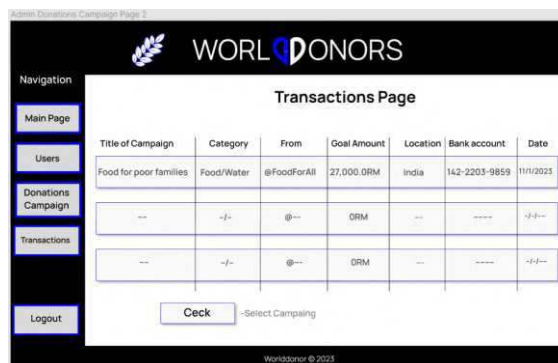 Admin Donations Campaign Page 2
WORLDDONORS
Navigation
Main Page
Users
Donations
Campaign
Transactions
Logout
Transactions Page
Title of Campaign Category From Goal Amount Location Bank account Date
Food for poor families Food/Water @FoodForAll 27,000.0RM India 142-2203-9859 11/1/2023
-- -/- @-- 0RM -- ---- -/-/--
-- -/- @-- 0RM -- ---- -/-/--
Ceck -Select Campaing
Worlddonor © 2023